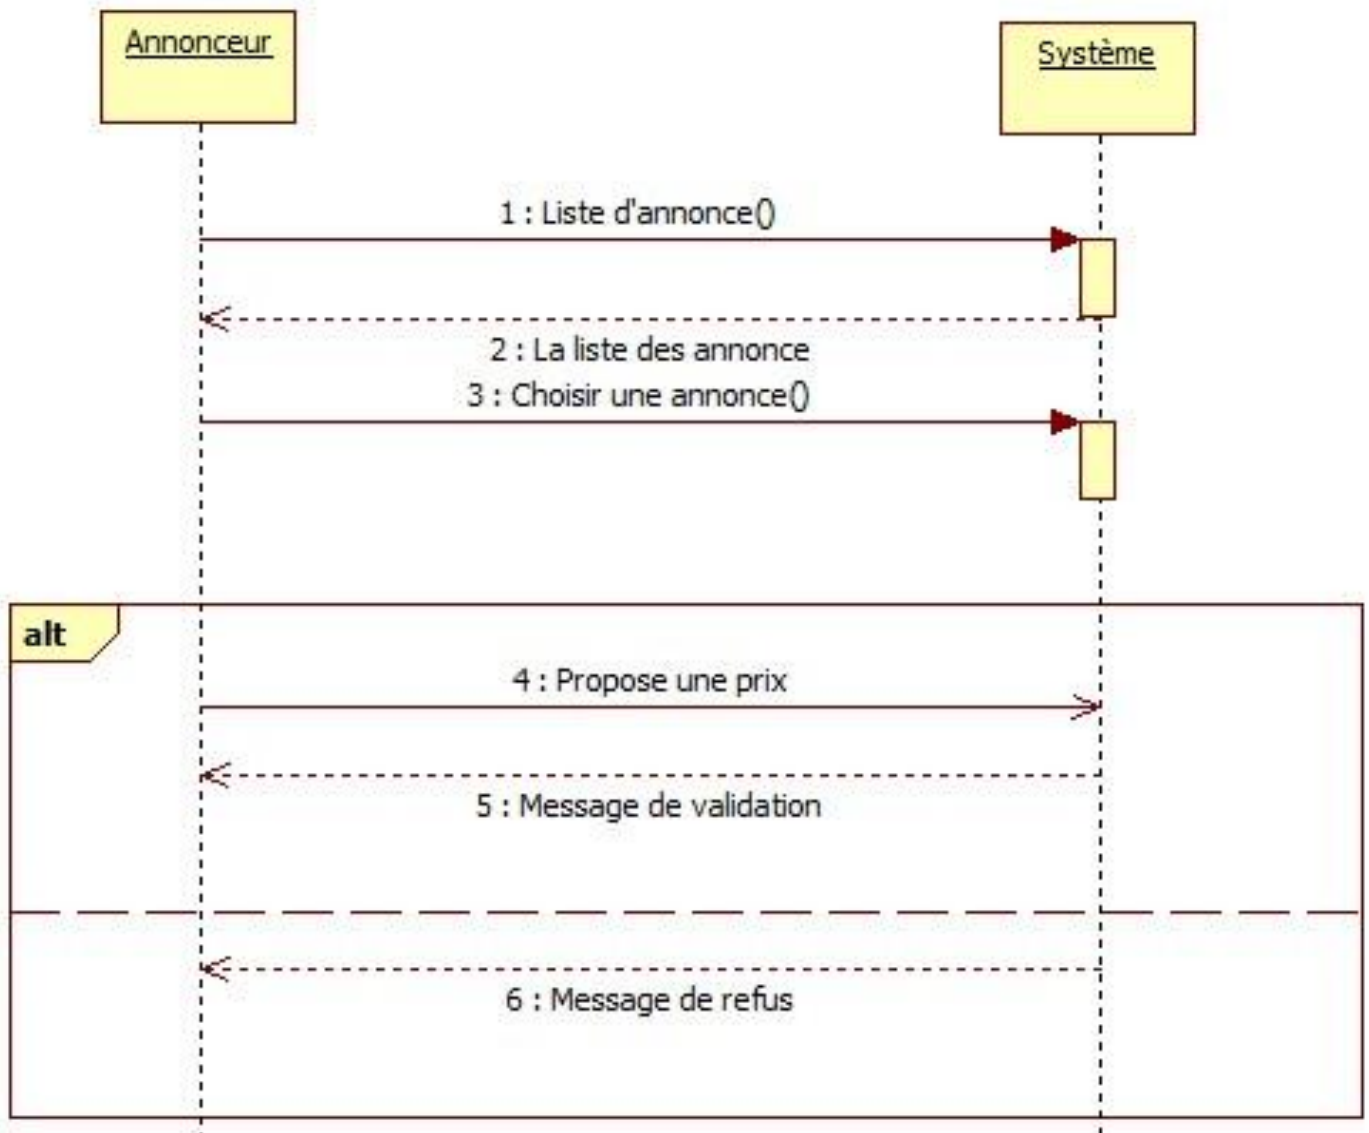 Annonceur
Système
1 : Liste d'annonce()
2 : La liste des annonce
3 : Choisir une annonce()
alt
4 : Propose une prix
5 : Message de validation
6 : Message de refus